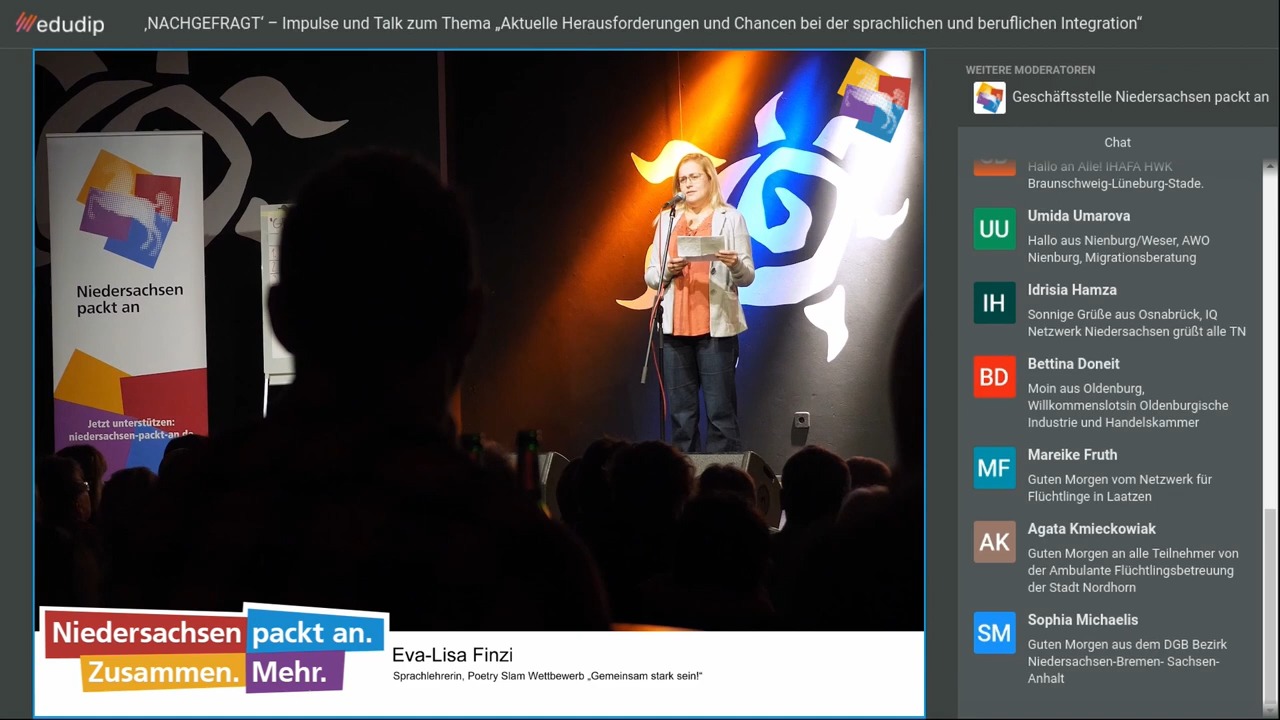 edudip
‚NACHGEFRAGT‘ – Impulse und Talk zum Thema „Aktuelle Herausforderungen und Chancen bei der sprachlichen und beruflichen Integration“
Niedersachsen
packt an
Jetzt unterstützen:
niedersachsen-packt-an.de
Niedersachsen packt an.
Zusammen. Mehr.
Eva-Lisa Finzi
Sprachlehrerin, Poetry Slam Wettbewerb „Gemeinsam stark sein!“
WEITERE MODERATOREN
Geschäftsstelle Niedersachsen packt an
Chat
Hallo an Alle! IHAFA HWK
Braunschweig-Lüneburg-Stade.
UU
Umida Umarova
Hallo aus Nienburg/Weser, AWO
Nienburg, Migrationsberatung
IH
Idrisia Hamza
Sonnige Grüße aus Osnabrück, IQ
Netzwerk Niedersachsen grüßt alle TN
BD
Bettina Doneit
Moin aus Oldenburg,
Willkommenslotsin Oldenburgische
Industrie und Handelskammer
MF
Mareike Fruth
Guten Morgen vom Netzwerk für
Flüchtlinge in Laatzen
AK
Agata Kmieckowiak
Guten Morgen an alle Teilnehmer von
der Ambulante Flüchtlingsbetreuung
der Stadt Nordhorn
SM
Sophia Michaelis
Guten Morgen aus dem DGB Bezirk
Niedersachsen-Bremen- Sachsen-
Anhalt